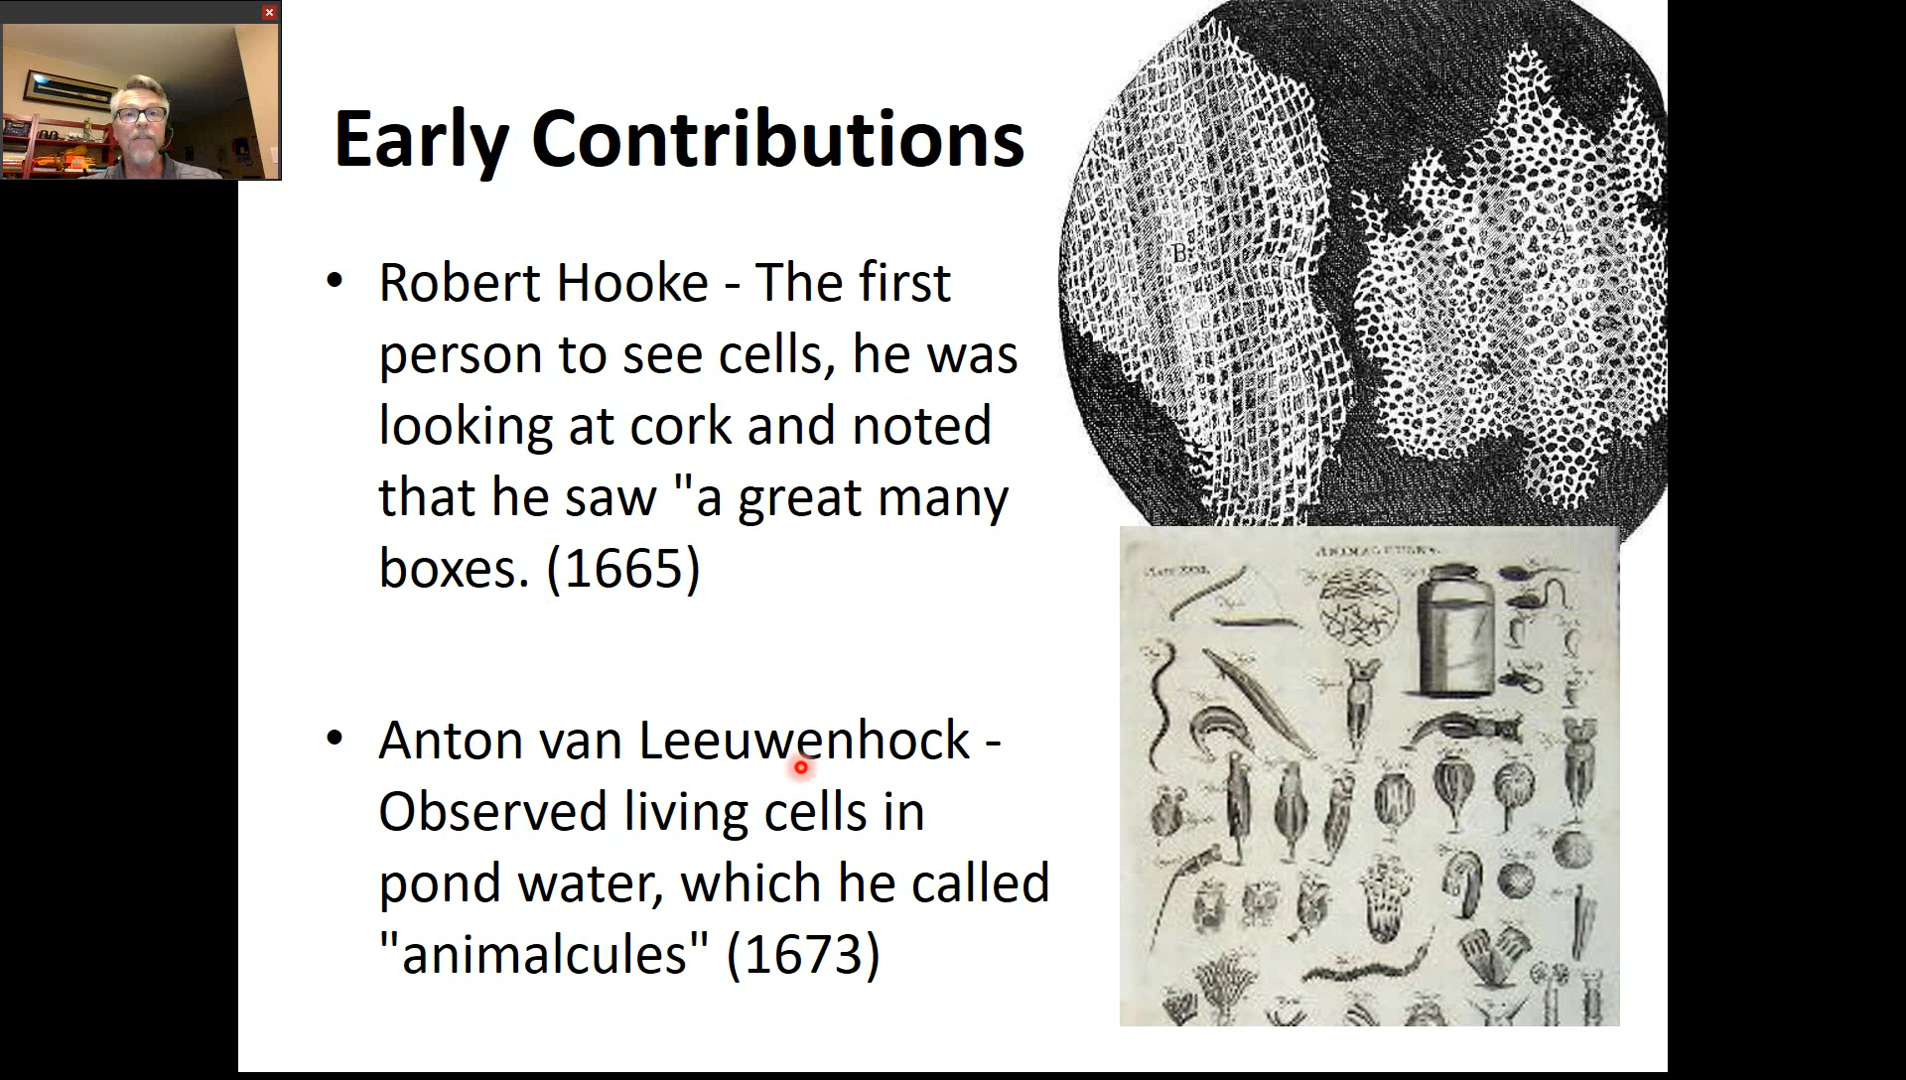 Early Contributions
• Robert Hooke - The first
person to see cells, he was
looking at cork and noted
that he saw "a great many
boxes. (1665)
• Anton van Leeuwenhock -
Observed living cells in
pond water, which he called
"animalcules" (1673)
B
A